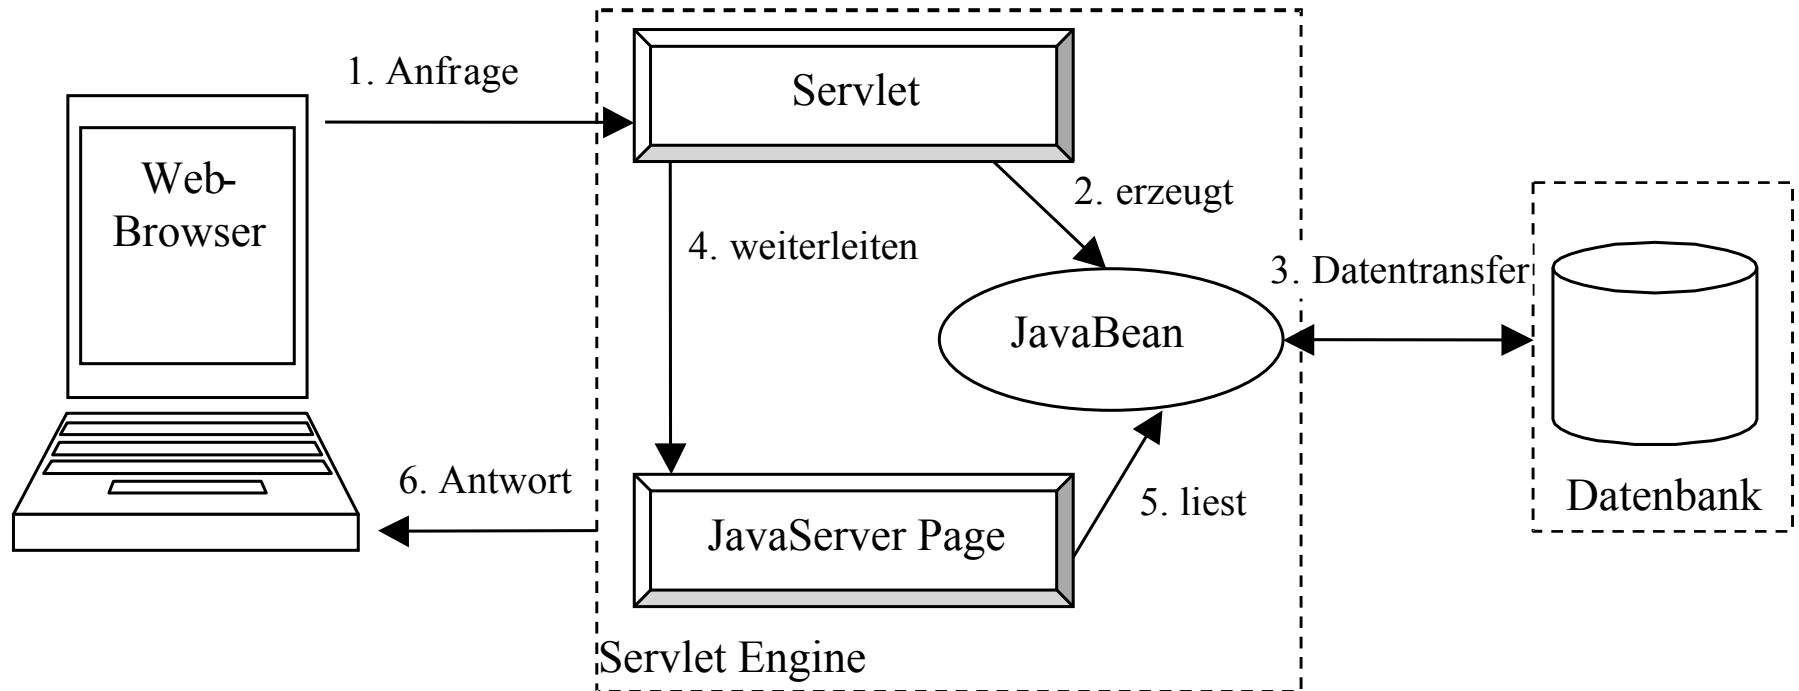 1. Anfrage
Servlet
Web-
Browser
2. erzeugt
4. weiterleiten
3. Datentransfer
JavaBean
6. Antwort
5. liest
Datenbank
JavaServer Page
Servlet Engine